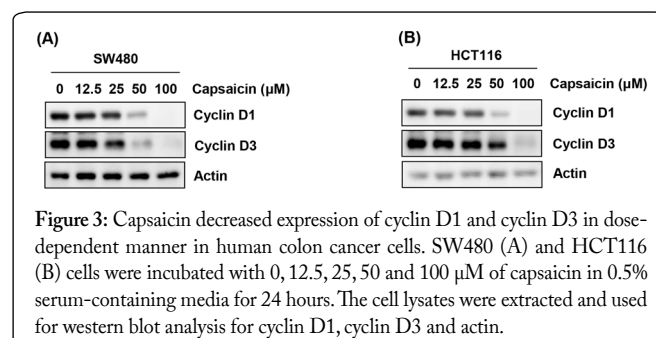 (A)
SW480
0 12.5 25 50 100 Capsaicin (μM)
Cyclin D1
Cyclin D3
Actin
(B)
HCT116
0 12.5 25 50 100 Capsaicin (μM)
Cyclin D1
Cyclin D3
Actin
Figure 3: Capsaicin decreased expression of cyclin D1 and cyclin D3 in dose-
dependent manner in human colon cancer cells. SW480 (A) and HCT116
(B) cells were incubated with 0, 12.5, 25, 50 and 100 μM of capsaicin in 0.5%
serum-containing media for 24 hours. The cell lysates were extracted and used
for western blot analysis for cyclin D1, cyclin D3 and actin.